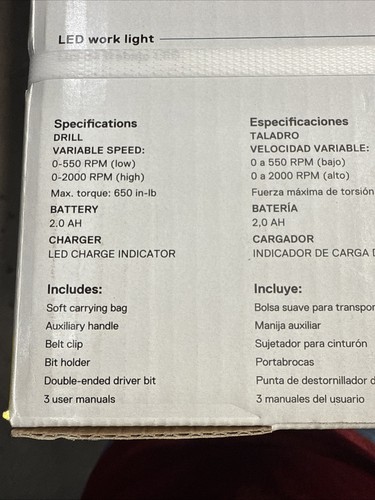 LED work light
Specifications
DRILL
VARIABLE SPEED:
0-550 RPM (low)
0-2000 RPM (high)
Max. torque: 650 in-lb
BATTERY
2.0 AH
CHARGER
LED CHARGE INDICATOR
Includes:
Soft carrying bag
Auxiliary handle
Belt clip
Bit holder
Double-ended driver bit
3 user manuals
Especificaciones
TALADRO
VELOCIDAD VARIABLE:
0 a 550 RPM (bajo)
0 a 2000 RPM (alto)
Fuerza máxima de torsión
BATERÍA
2,0 AH
CARGADOR
INDICADOR DE CARGA
Incluye:
Bolsa suave para transpor
Manija auxiliar
Sujetador para cinturón
Portabrocas
Punta de destornillador d
3 manuales del usuario